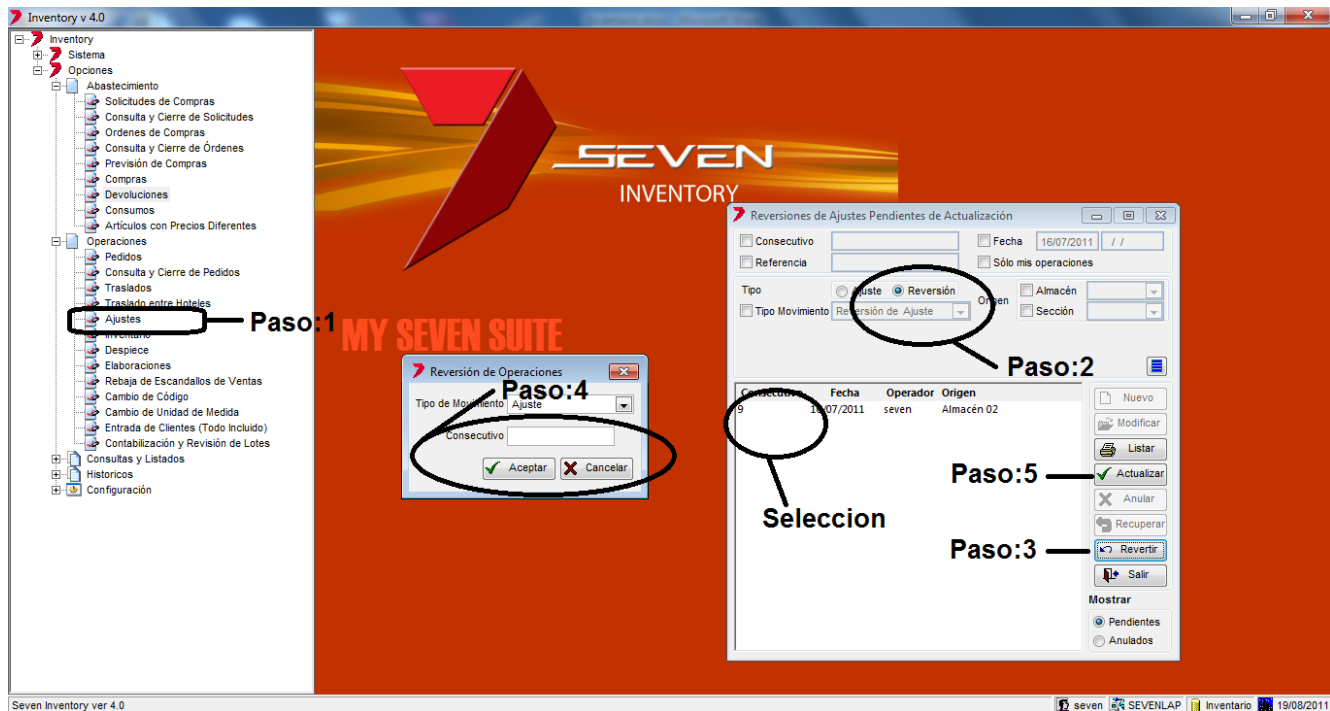 Inventory v 4.0
Inventory
Sistema
Opciones
Abastecimiento
Solicitudes de Compras
Consulta y Cierre de Solicitudes
Ordenes de Compras
Consulta y Cierre de Órdenes
Previsión de Compras
Compras
Devoluciones
Consumos
Artículos con Precios Diferentes
Operaciones
Pedidos
Consulta y Cierre de Pedidos
Traslados
Traslado entre Hoteles
Ajustes
Inventario
Despiece
Elaboraciones
Rebaja de Escandallos de Ventas
Cambio de Código
Cambio de Unidad de Medida
Entrada de Clientes (Todo Incluido)
Contabilización y Revisión de Lotes
Consultas y Listados
Historicos
Configuración
Paso:1
SEVEN
INVENTORY
MY SEVEN SUITE
Reversión de Operaciones
Paso:4
Tipo de Movimiento Ajuste
Consecutivo
Aceptar Cancelar
Reversiones de Ajustes Pendientes de Actualización
Consecutivo Fecha 16/07/2011 / /
Referencia Sólo mis operaciones
Tipo Ajuste Reversión Origen Almacén
Tipo Movimiento Reversión de Ajuste Sección
Paso:2
Consecutivo Fecha Operador Origen
9 16/07/2011 seven Almacén 02
Nuevo
Modificar
Listar
Paso:5 Actualizar
Anular
Seleccion
Recuperar
Paso:3 Revertir
Salir
Mostrar
Pendientes
Anulados
Seven Inventory ver 4.0 seven SEVENLAP Inventario 19/08/2011